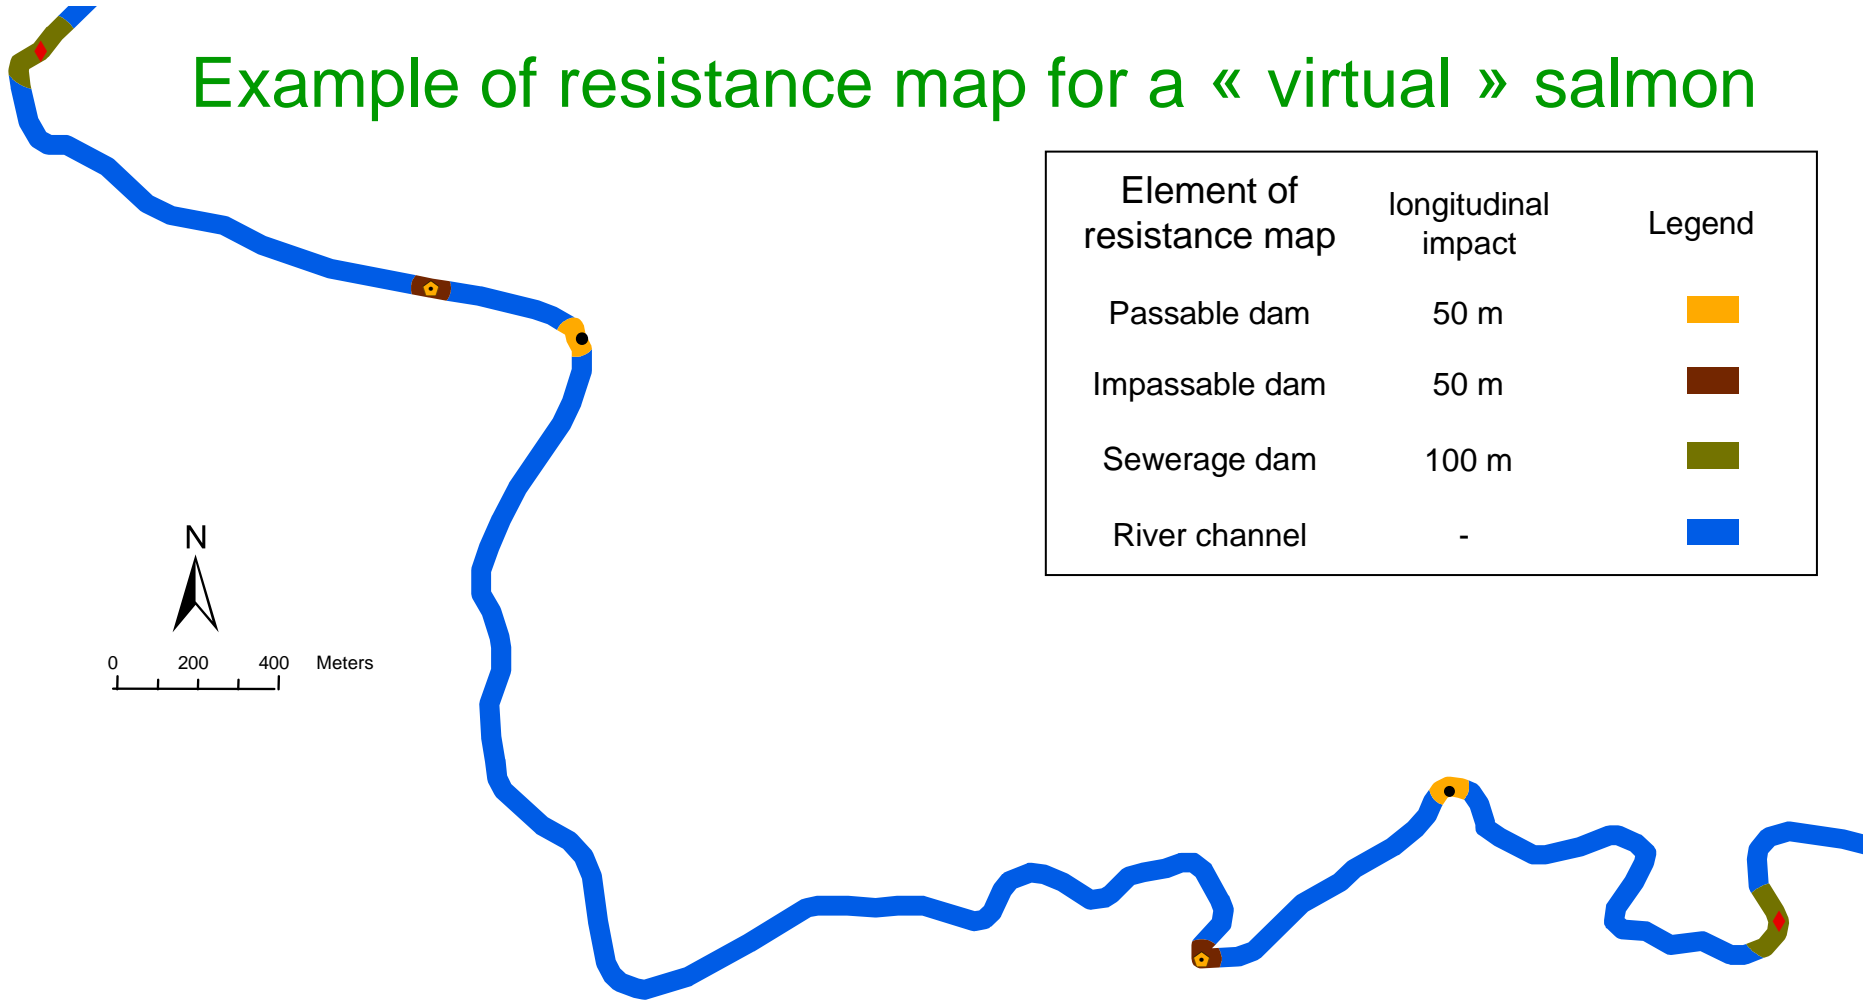 Example of resistance map for a « virtual » salmon
Element of
resistance map
longitudinal
impact
Legend
Passable dam
50 m
Impassable dam
50 m
Sewerage dam
100 m
River channel
-
N
0 200 400 Meters